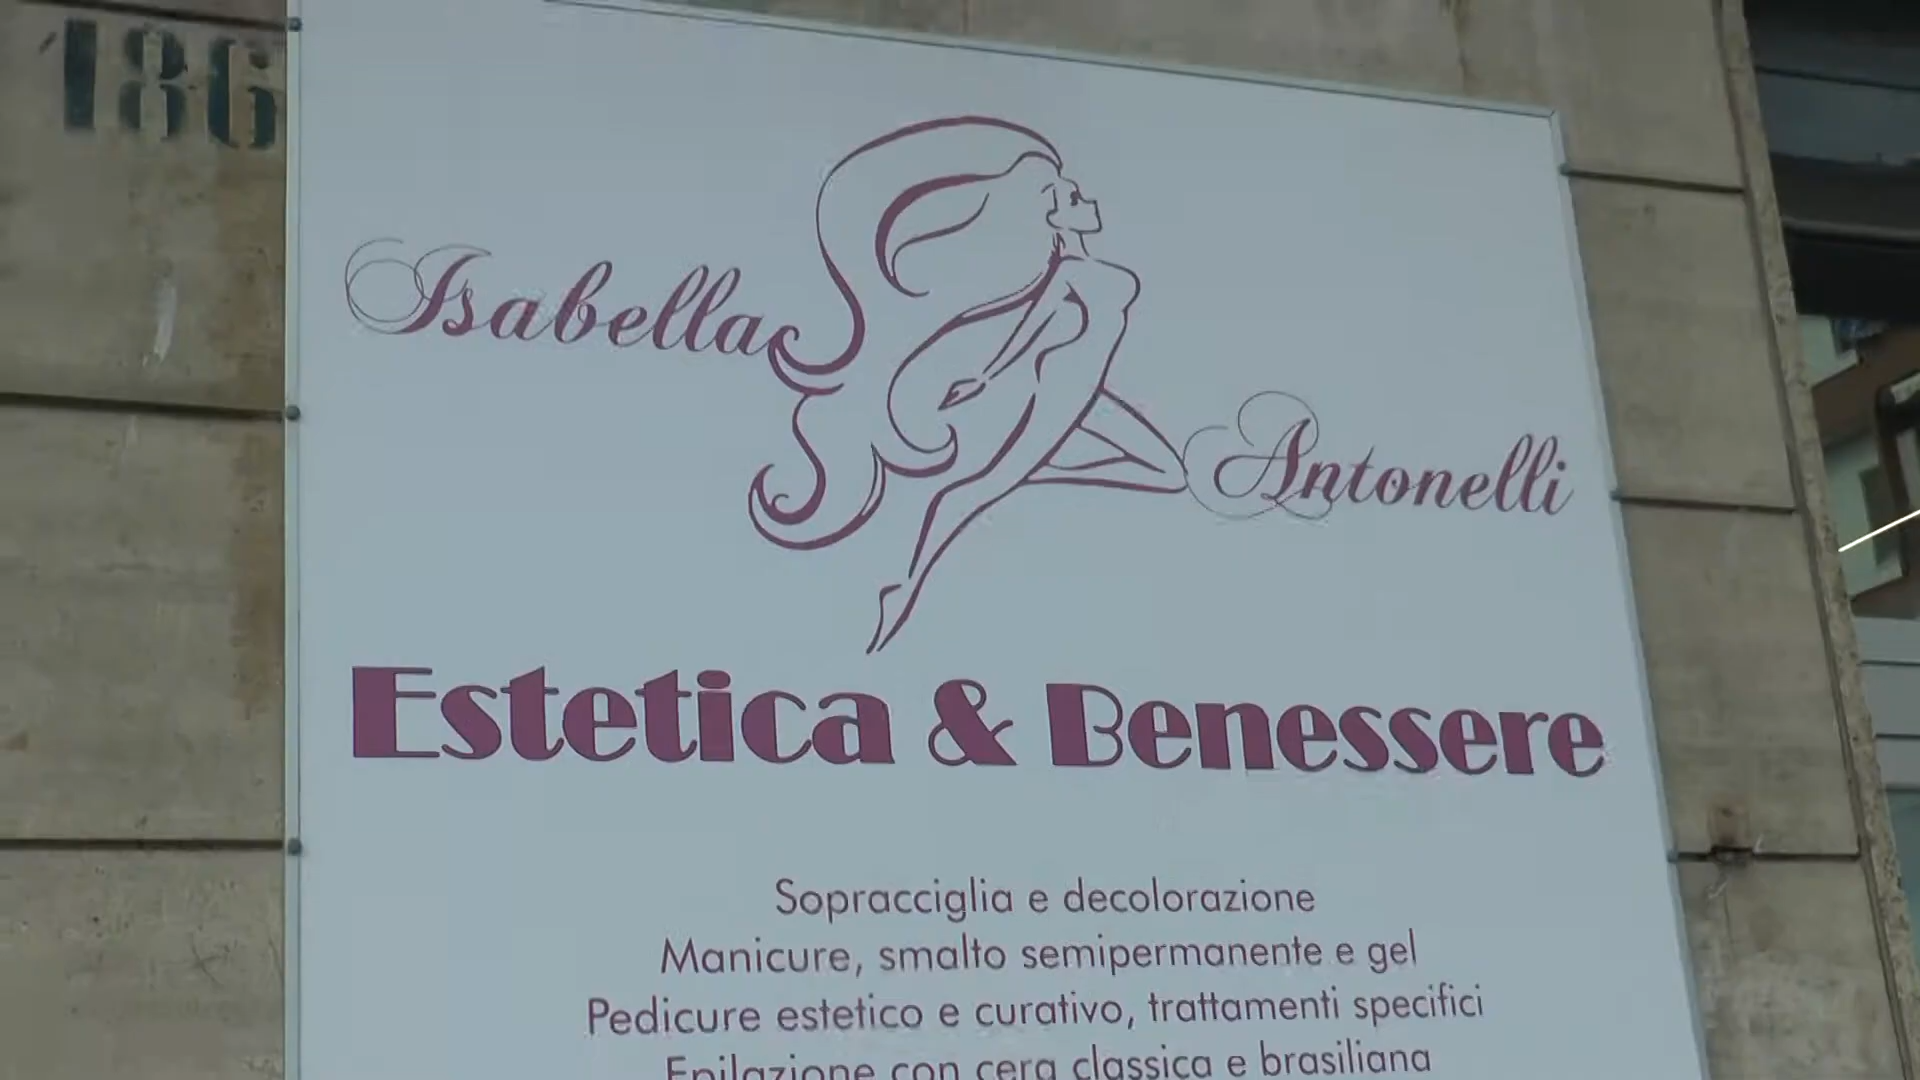 186
Isabella
Antonelli
Estetica & Benessere
Sopracciglia e decolorazione
Manicure, smalto semipermanente e gel
Pedicure estetico e curativo, trattamenti specifici
Epilazione con cera classica e brasiliana